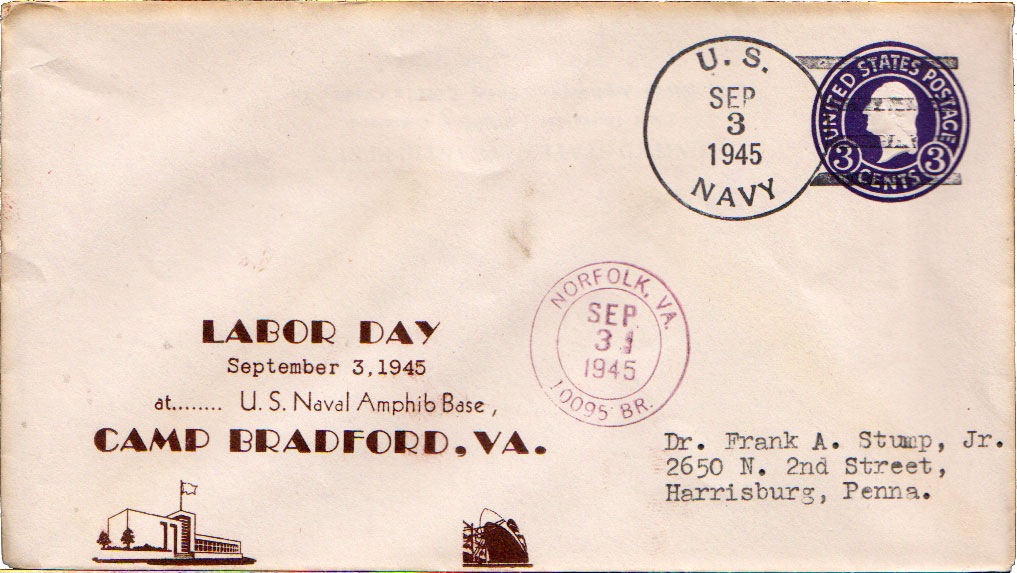 U. S.
SEP
3
1945
NAVY
UNITED STATES POSTAGE
3 3
CENTS
NORFOLK, VA.
SEP
3
1945
10095 BR.
LABOR DAY
September 3, 1945
at........ U. S. Naval Amphib Base,
CAMP BRADFORD, VA.
Dr. Frank A. Stump, Jr.
2650 N. 2nd Street,
Harrisburg, Penna.